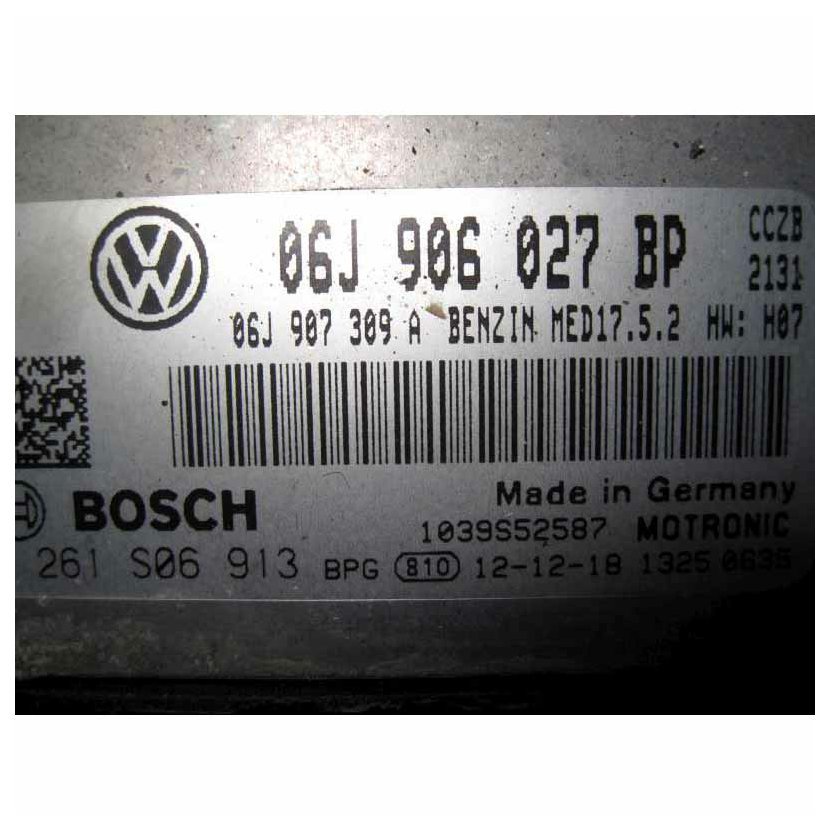 06J 906 027 BP CCZB
2131
06J 907 309 A BENZIN MED17.5.2 HW: H07
BOSCH
Made in Germany
1039S52587 MOTRONIC
261 S06 913 BPG 810 12-12-18 1325 0635